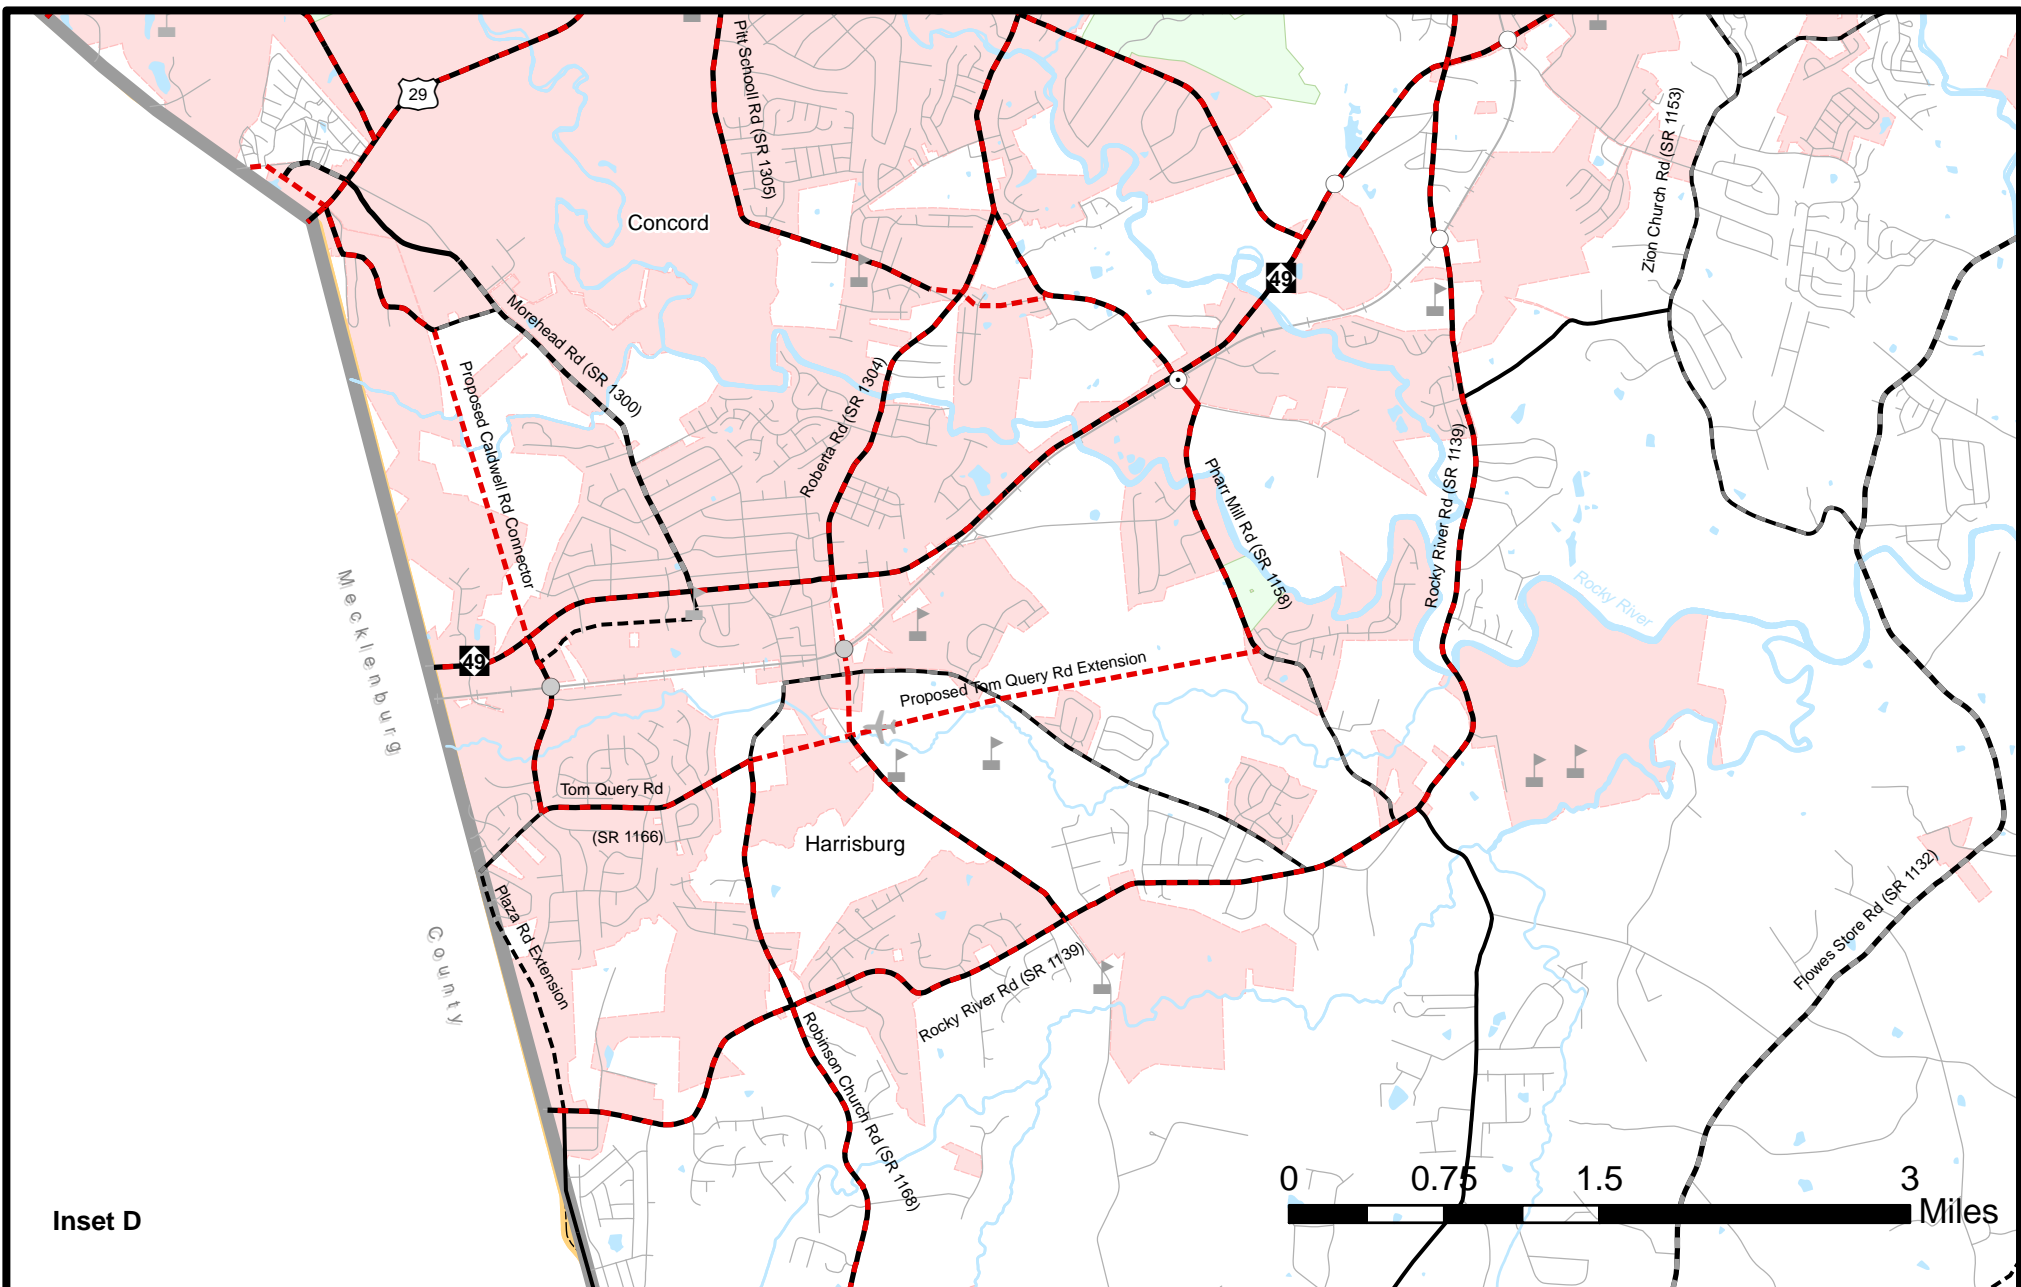 29
Pitt Schooll Rd (SR 1305)
Zion Church Rd (SR 1153)
Concord
49
Morehead Rd (SR 1300)
Proposed Caldwell Rd Connector
Roberta Rd (SR 1304)
Pharr Mill Rd (SR 1158)
Rocky River Rd (SR 1139)
Rocky River
Mecklenburg
49
Proposed Tom Query Rd Extension
Tom Query Rd
(SR 1166)
Harrisburg
Plaza Rd Extension
Flowes Store Rd (SR 1132)
County
Rocky River Rd (SR 1139)
Robinson Church Rd (SR 1168)
0 0.75 1.5 3
Miles
Inset D